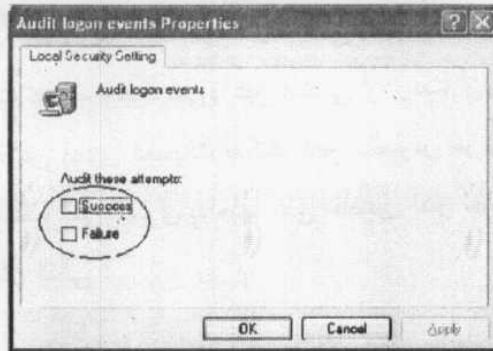 Audit logon events Properties
Local Security Setting
Audit logon events
Audit these attempts:
Success
Failure
OK Cancel Apply